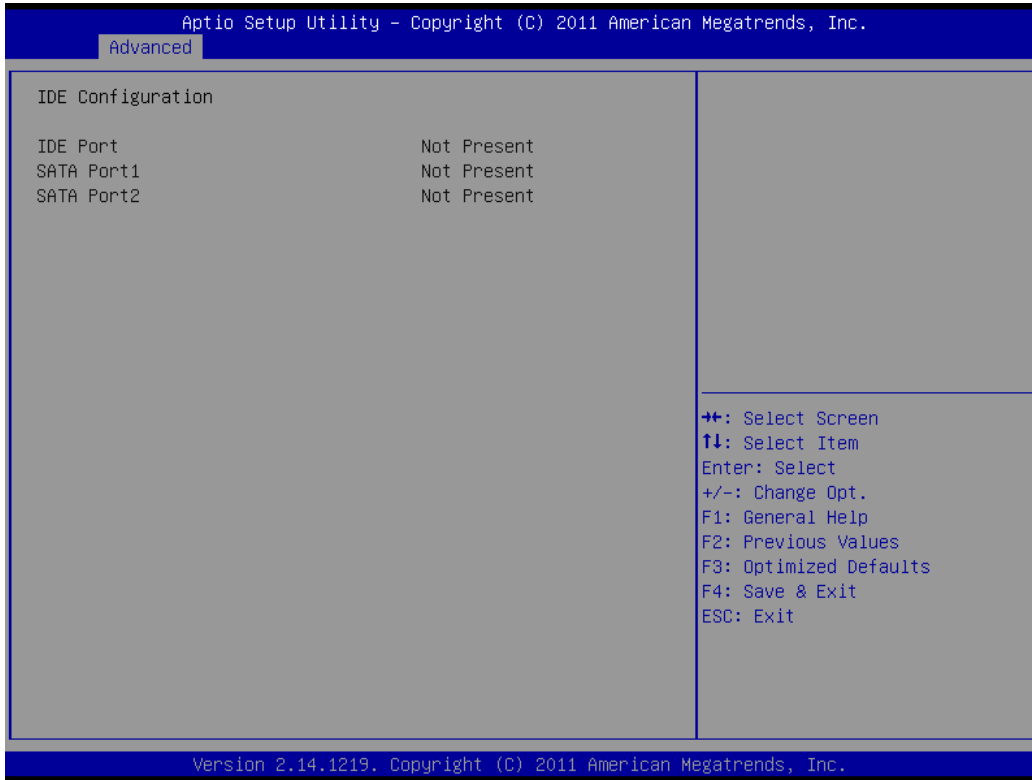 Aptio Setup Utility – Copyright (C) 2011 American Megatrends, Inc.
Advanced
IDE Configuration
IDE Port Not Present
SATA Port1 Not Present
SATA Port2 Not Present
→←: Select Screen
↑↓: Select Item
Enter: Select
+/-: Change Opt.
F1: General Help
F2: Previous Values
F3: Optimized Defaults
F4: Save & Exit
ESC: Exit
Version 2.14.1219. Copyright (C) 2011 American Megatrends, Inc.